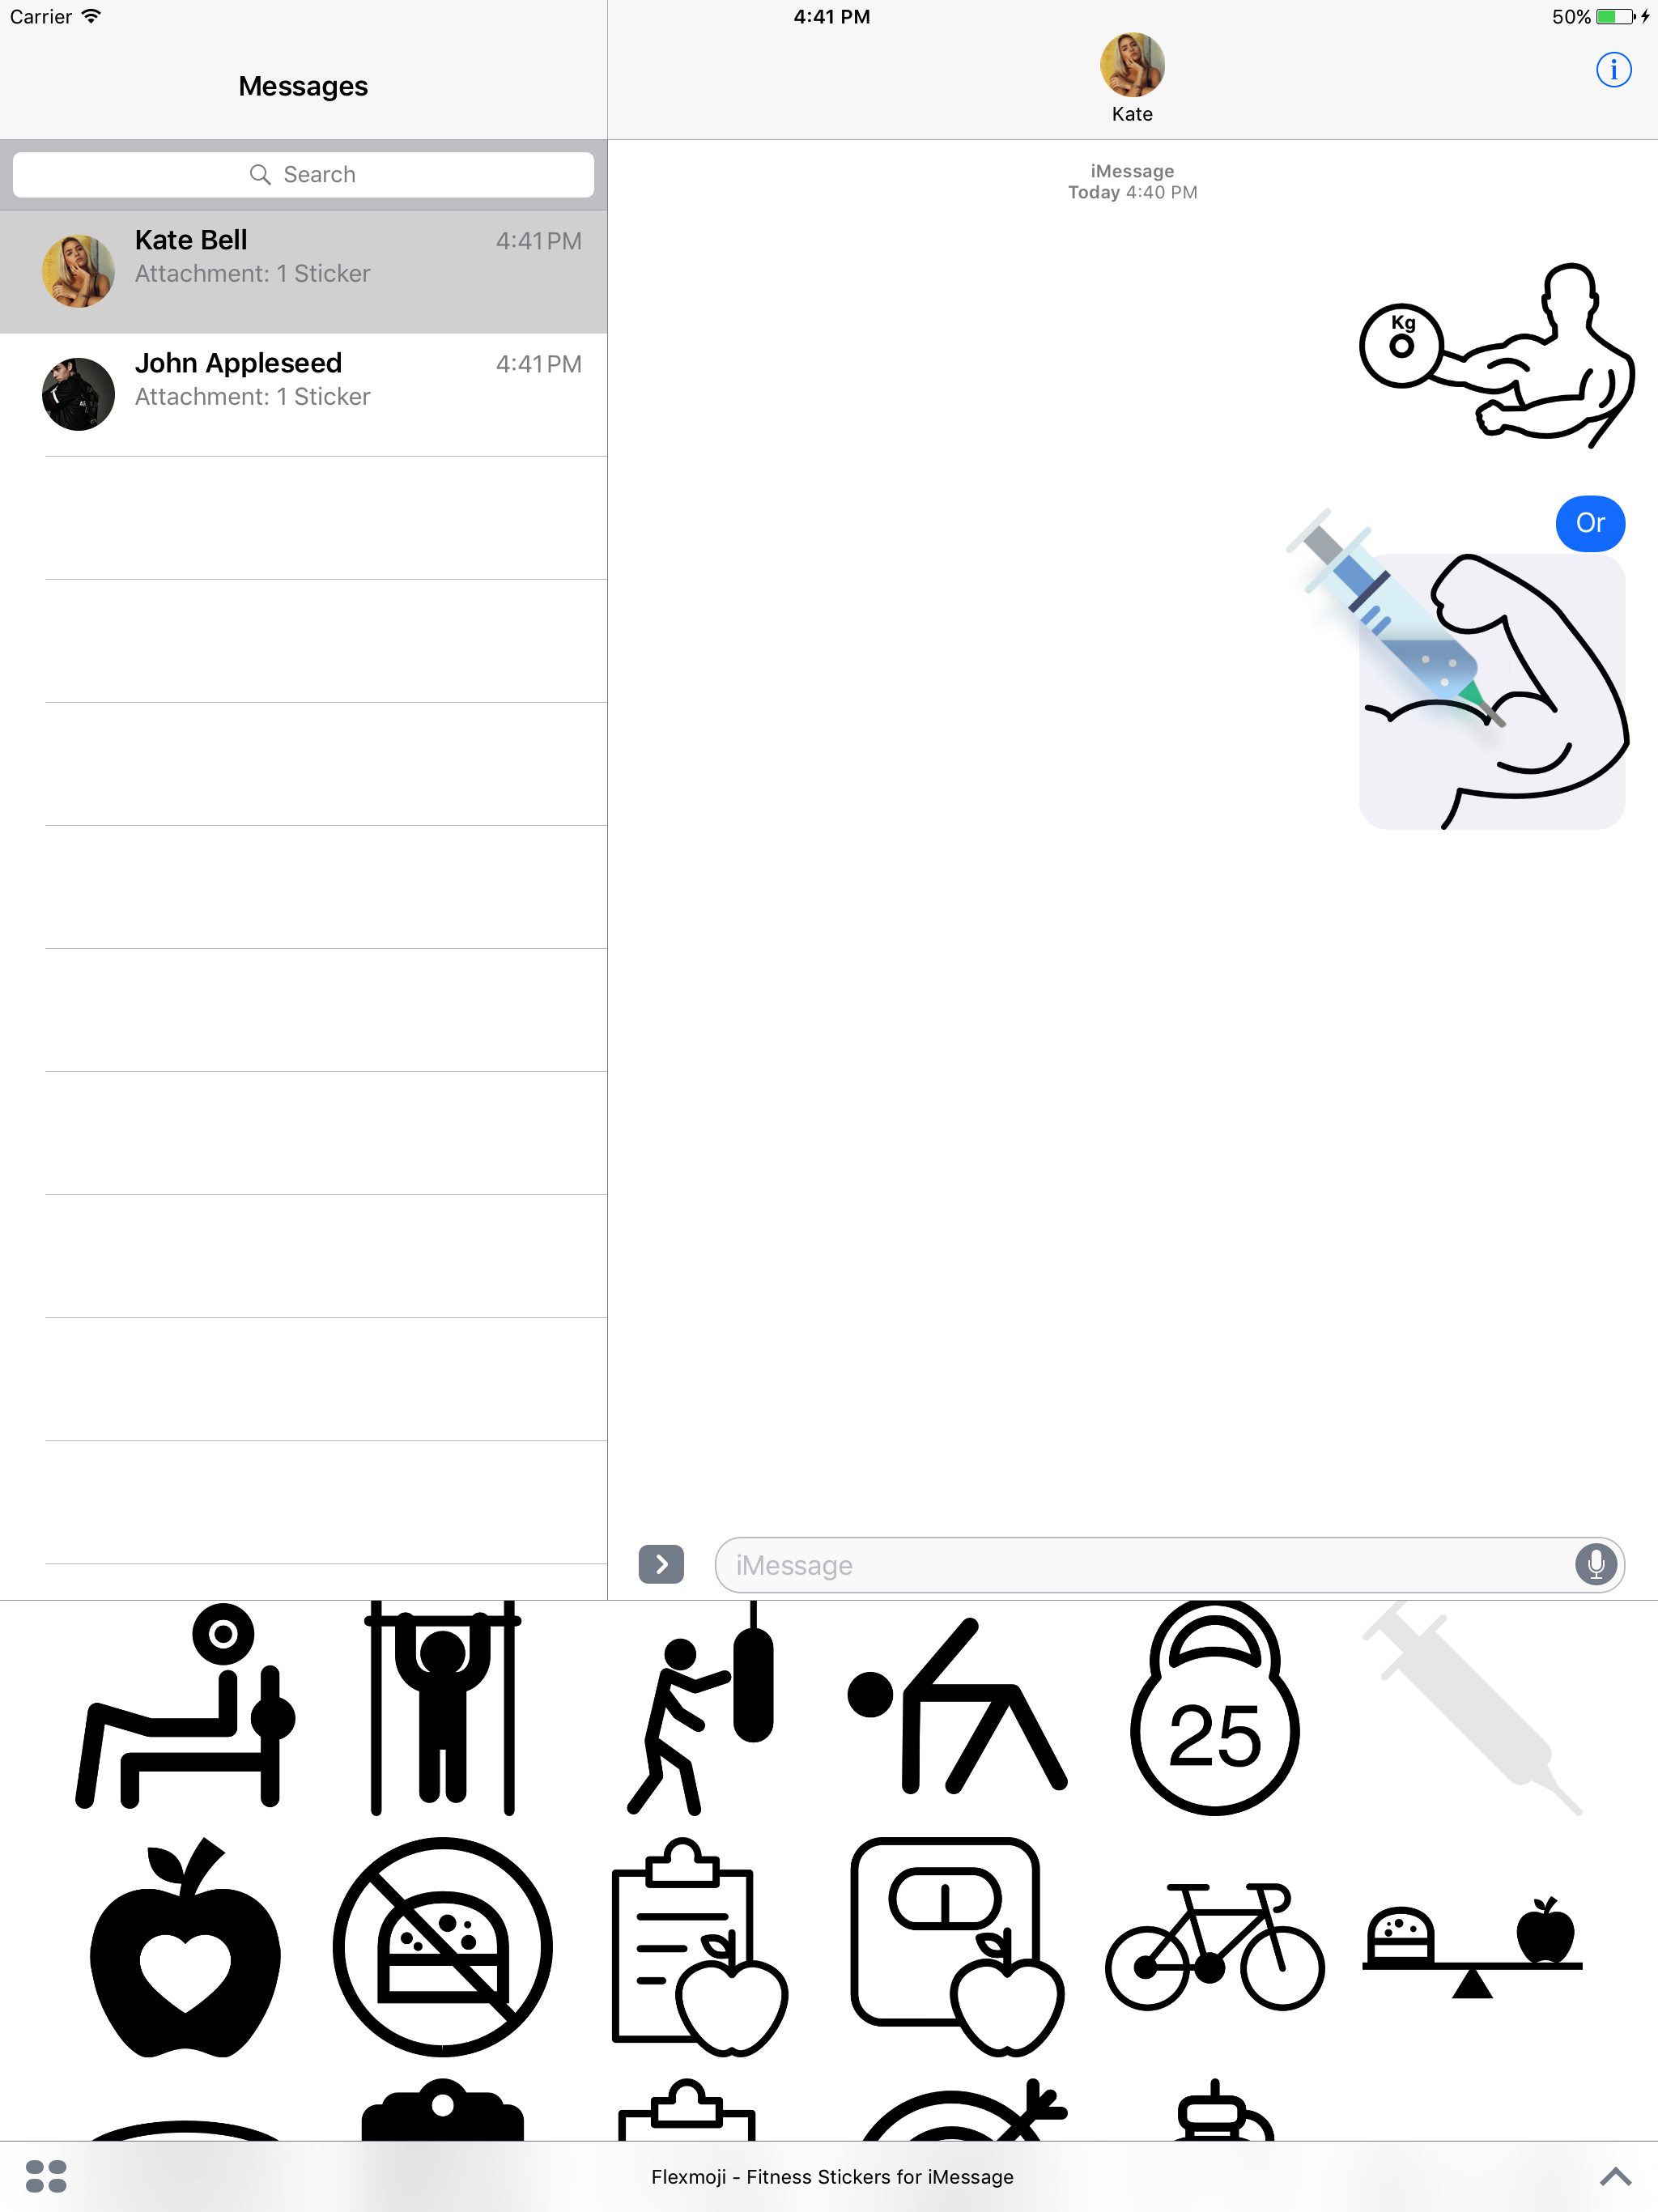 Carrier
4:41 PM
50%
Messages
Kate
Search
iMessage
Today 4:40 PM
Kate Bell
4:41 PM
Attachment: 1 Sticker
John Appleseed
4:41 PM
Attachment: 1 Sticker
Kg
Or
iMessage
25
Flexmoji - Fitness Stickers for iMessage